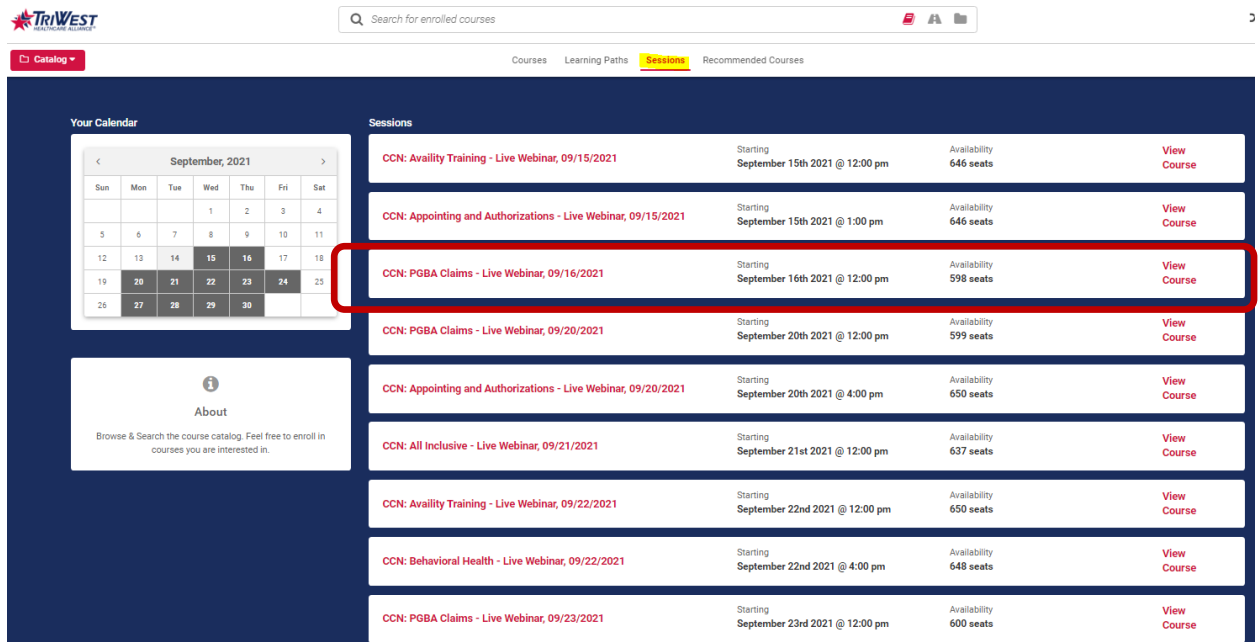 TRIWEST
HEALTHCARE ALLIANCE
Search for enrolled courses
Catalog
Courses Learning Paths Sessions Recommended Courses
Your Calendar
September, 2021
Sun Mon Tue Wed Thu Fri Sat
1 2 3 4
5 6 7 8 9 10 11
12 13 14 15 16 17 18
19 20 21 22 23 24 25
26 27 28 29 30
About
Browse & Search the course catalog. Feel free to enroll in
courses you are interested in.
Sessions
CCN: Availity Training - Live Webinar, 09/15/2021
Starting
September 15th 2021 @ 12:00 pm
Availability
646 seats
View
Course
CCN: Appointing and Authorizations - Live Webinar, 09/15/2021
Starting
September 15th 2021 @ 1:00 pm
Availability
646 seats
View
Course
CCN: PGBA Claims - Live Webinar, 09/16/2021
Starting
September 16th 2021 @ 12:00 pm
Availability
598 seats
View
Course
CCN: PGBA Claims - Live Webinar, 09/20/2021
Starting
September 20th 2021 @ 12:00 pm
Availability
599 seats
View
Course
CCN: Appointing and Authorizations - Live Webinar, 09/20/2021
Starting
September 20th 2021 @ 4:00 pm
Availability
650 seats
View
Course
CCN: All Inclusive - Live Webinar, 09/21/2021
Starting
September 21st 2021 @ 12:00 pm
Availability
637 seats
View
Course
CCN: Availity Training - Live Webinar, 09/22/2021
Starting
September 22nd 2021 @ 12:00 pm
Availability
650 seats
View
Course
CCN: Behavioral Health - Live Webinar, 09/22/2021
Starting
September 22nd 2021 @ 4:00 pm
Availability
648 seats
View
Course
CCN: PGBA Claims - Live Webinar, 09/23/2021
Starting
September 23rd 2021 @ 12:00 pm
Availability
600 seats
View
Course